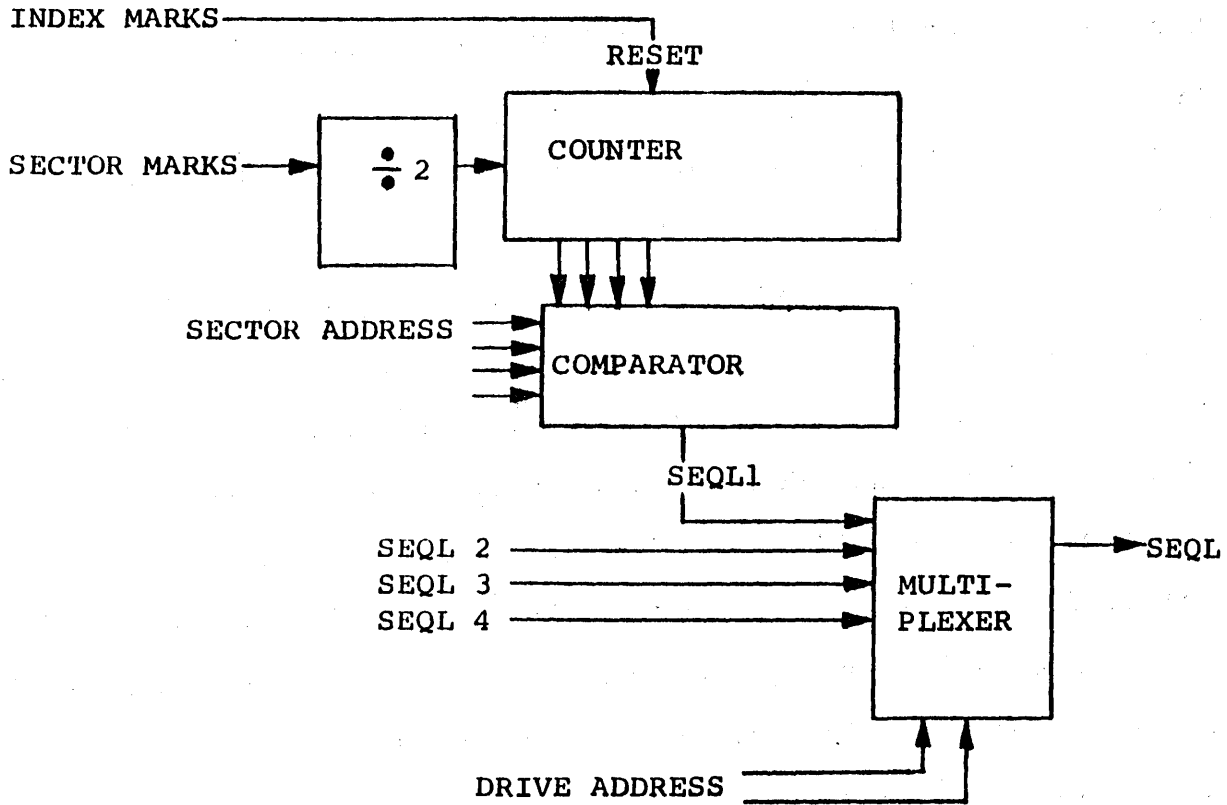 INDEX MARKS
RESET
SECTOR MARKS
÷ 2
COUNTER
SECTOR ADDRESS
COMPARATOR
SEQL1
SEQL 2
SEQL 3
SEQL 4
MULTI-
PLEXER
SEQL
DRIVE ADDRESS